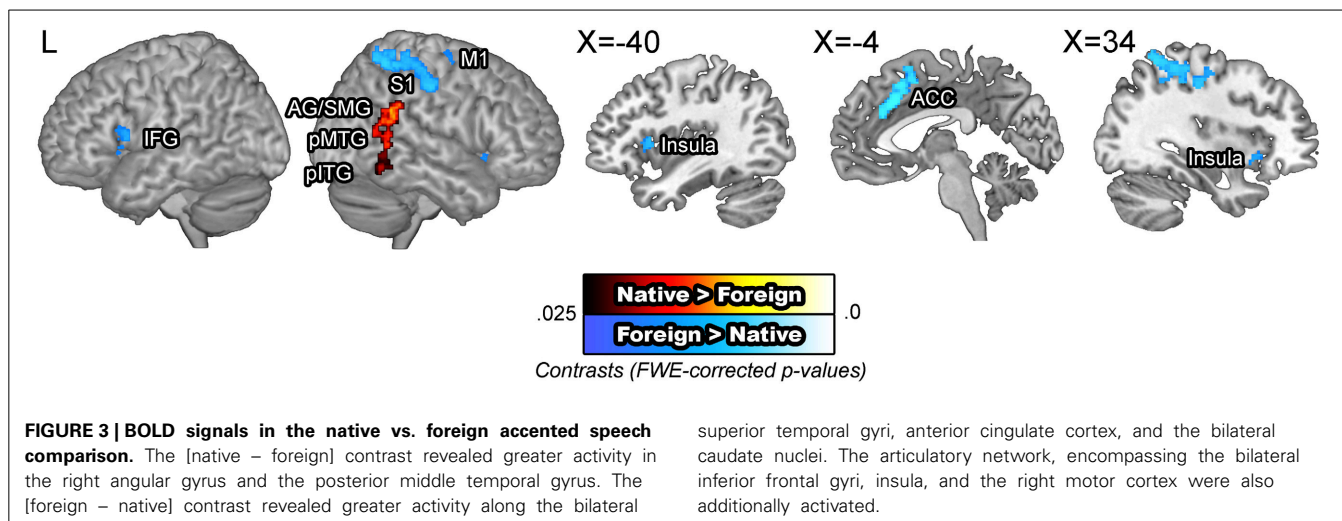 L
X=-40
X=-4
X=34
M1
S1
AG/SMG
pMTG
pITG
IFG
Insula
ACC
Insula
Native > Foreign
.025
.0
Foreign > Native
Contrasts (FWE-corrected p-values)
FIGURE 3 | BOLD signals in the native vs. foreign accented speech
comparison. The [native – foreign] contrast revealed greater activity in
the right angular gyrus and the posterior middle temporal gyrus. The
[foreign – native] contrast revealed greater activity along the bilateral
superior temporal gyri, anterior cingulate cortex, and the bilateral
caudate nuclei. The articulatory network, encompassing the bilateral
inferior frontal gyri, insula, and the right motor cortex were also
additionally activated.